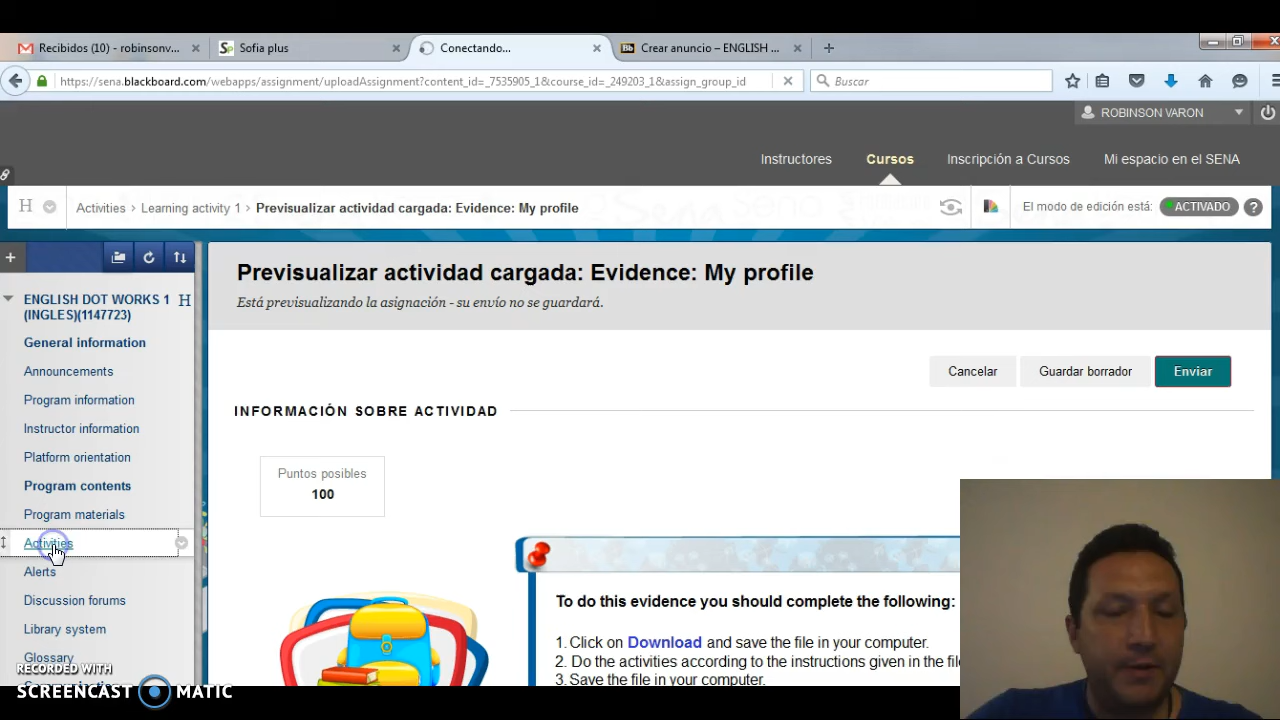 Recibidos (10) - robinsonv...
Sofia plus
Conectando...
Crear anuncio – ENGLISH ...
https://sena.blackboard.com/webapps/assignment/uploadAssignment?content_id=_7535905_1&course_id=_249203_1&assign_group_id
Buscar
ROBINSON VARON
Instructores
Cursos
Inscripción a Cursos
Mi espacio en el SENA
Activities › Learning activity 1 › Previsualizar actividad cargada: Evidence: My profile
El modo de edición está: ACTIVADO
Previsualizar actividad cargada: Evidence: My profile
Está previsualizando la asignación - su envío no se guardará.
ENGLISH DOT WORKS 1
(INGLES)(1147723)
General information
Announcements
Program information
Instructor information
Platform orientation
Program contents
Program materials
Activities
Alerts
Discussion forums
Library system
Glossary
Cancelar
Guardar borrador
Enviar
INFORMACIÓN SOBRE ACTIVIDAD
Puntos posibles
100
To do this evidence you should complete the following:
1. Click on Download and save the file in your computer.
2. Do the activities according to the instructions given in the
3. Save the file in your computer.
RECORDED WITH
SCREENCAST MATIC